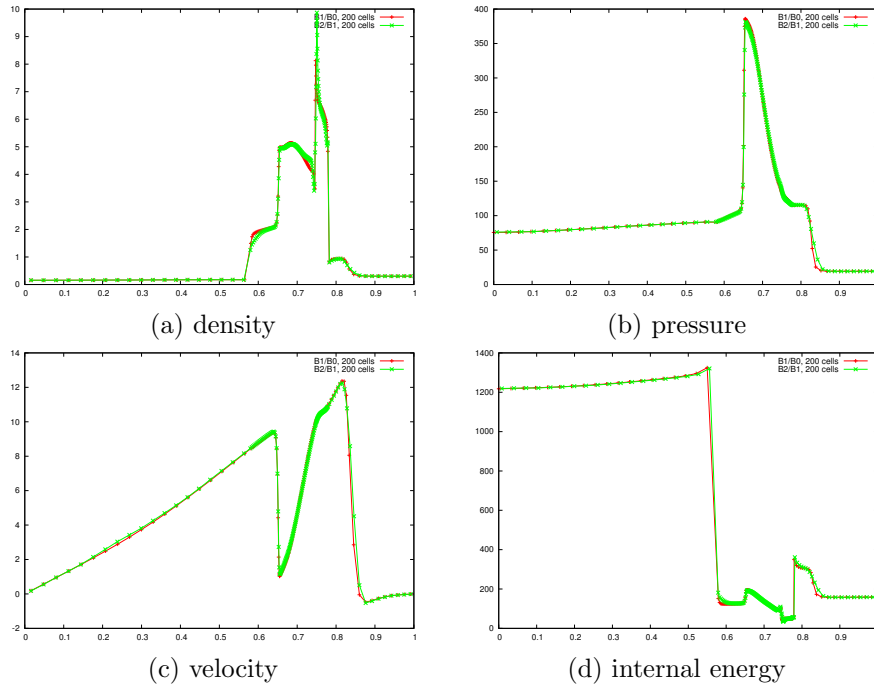 10
9
8
7
6
5
4
3
2
1
0
B1/B0, 200 cells
B2/B1, 200 cells
0 0.1 0.2 0.3 0.4 0.5 0.6 0.7 0.8 0.9 1
(a) density
400
350
300
250
200
150
100
50
0
B1/B0, 200 cells
B2/B1, 200 cells
0 0.1 0.2 0.3 0.4 0.5 0.6 0.7 0.8 0.9
(b) pressure
14
12
10
8
6
4
2
0
-2
B1/B0, 200 cells
B2/B1, 200 cells
0 0.1 0.2 0.3 0.4 0.5 0.6 0.7 0.8 0.9 1
(c) velocity
1400
1200
1000
800
600
400
200
0
B1/B0, 200 cells
B2/B1, 200 cells
0 0.1 0.2 0.3 0.4 0.5 0.6 0.7 0.8 0.9
(d) internal energy